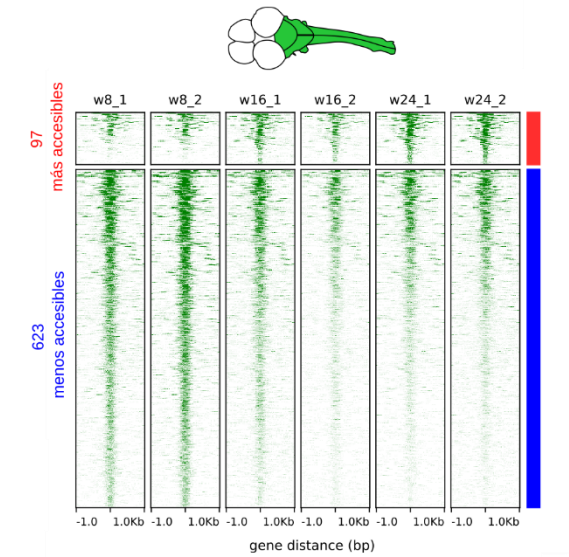 w8_1 w8_2 w16_1 w16_2 w24_1 w24_2
97
más accesibles
623
menos accesibles
-1.0 1.0Kb -1.0 1.0Kb -1.0 1.0Kb -1.0 1.0Kb -1.0 1.0Kb -1.0 1.0Kb
gene distance (bp)